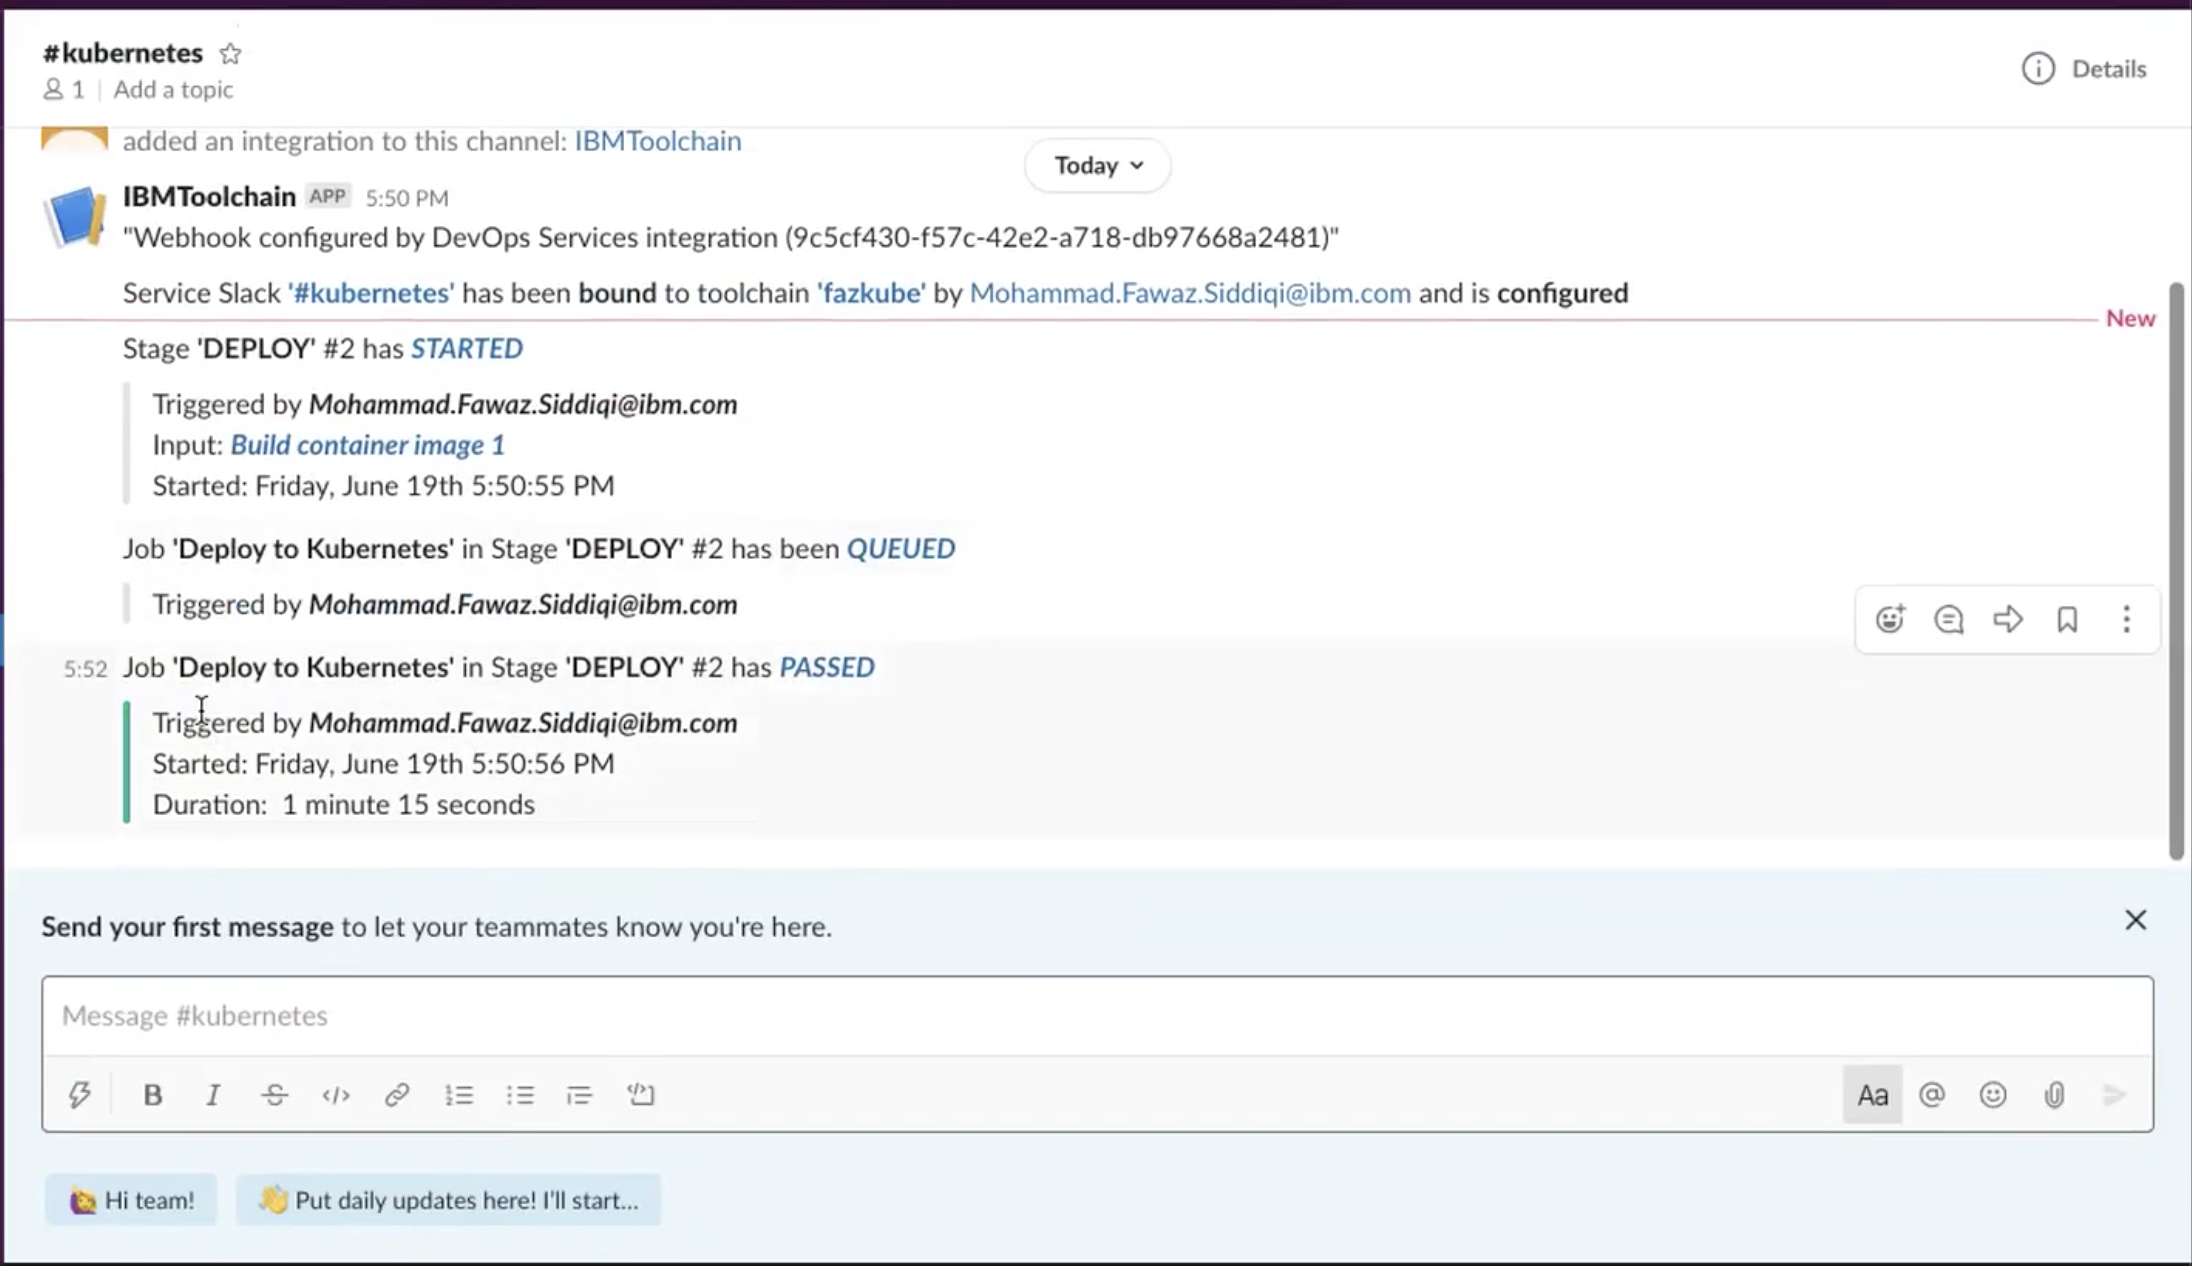 #kubernetes
1 | Add a topic
Details
added an integration to this channel: IBMToolchain
Today
IBMToolchain APP 5:50 PM
"Webhook configured by DevOps Services integration (9c5cf430-f57c-42e2-a718-db97668a2481)"
Service Slack '#kubernetes' has been bound to toolchain 'fazkube' by Mohammad.Fawaz.Siddiqi@ibm.com and is configured
New
Stage 'DEPLOY' #2 has STARTED
Triggered by Mohammad.Fawaz.Siddiqi@ibm.com
Input: Build container image 1
Started: Friday, June 19th 5:50:55 PM
Job 'Deploy to Kubernetes' in Stage 'DEPLOY' #2 has been QUEUED
Triggered by Mohammad.Fawaz.Siddiqi@ibm.com
5:52 Job 'Deploy to Kubernetes' in Stage 'DEPLOY' #2 has PASSED
Triggered by Mohammad.Fawaz.Siddiqi@ibm.com
Started: Friday, June 19th 5:50:56 PM
Duration: 1 minute 15 seconds
Send your first message to let your teammates know you're here.
Message #kubernetes
B I S </> Aa @
Hi team!
Put daily updates here! I'll start...